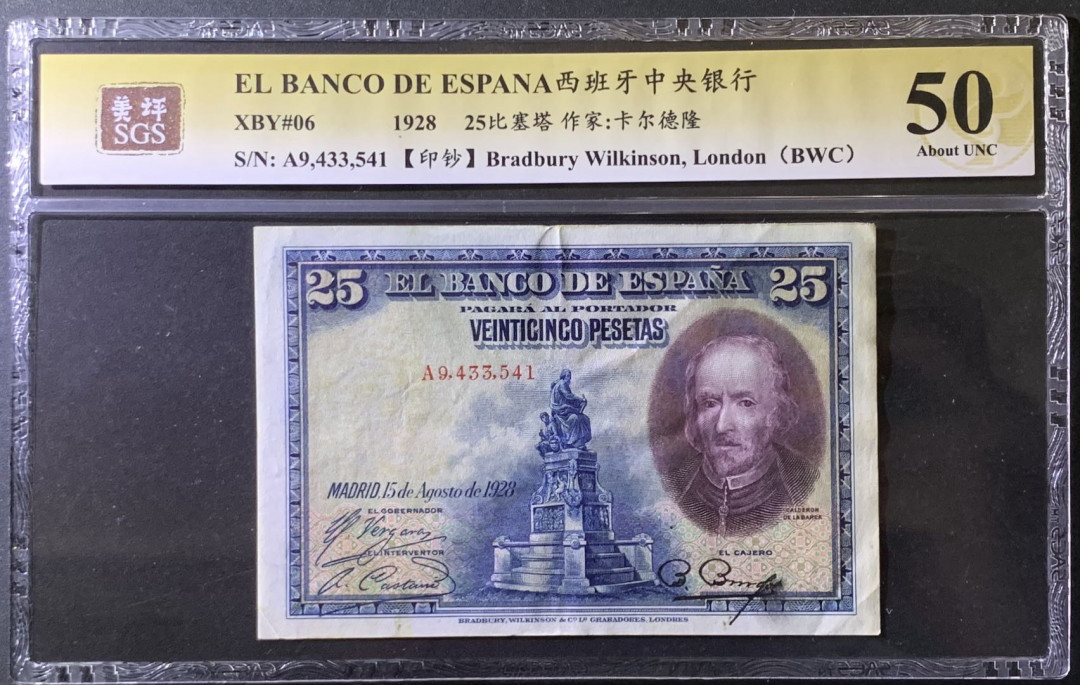 EL BANCO DE ESPANA西班牙中央银行
美评
SGS
XBY#06 1928 25比塞塔 作家:卡尔德隆
S/N: A9,433,541 【印钞】Bradbury Wilkinson, London（BWC）
50
About UNC
25 EL BANCO DE ESPAÑA 25
PAGARÁ AL PORTADOR
VEINTICINCO PESETAS
A9,433,541
MADRID, 15 de Agosto de 1928
CALDERON
DE LA BARCA
EL GOBERNADOR
EL INTERVENTOR
EL CAJERO
BRADBURY, WILKINSON & Cº Lᵈ GRABADORES, LONDRES